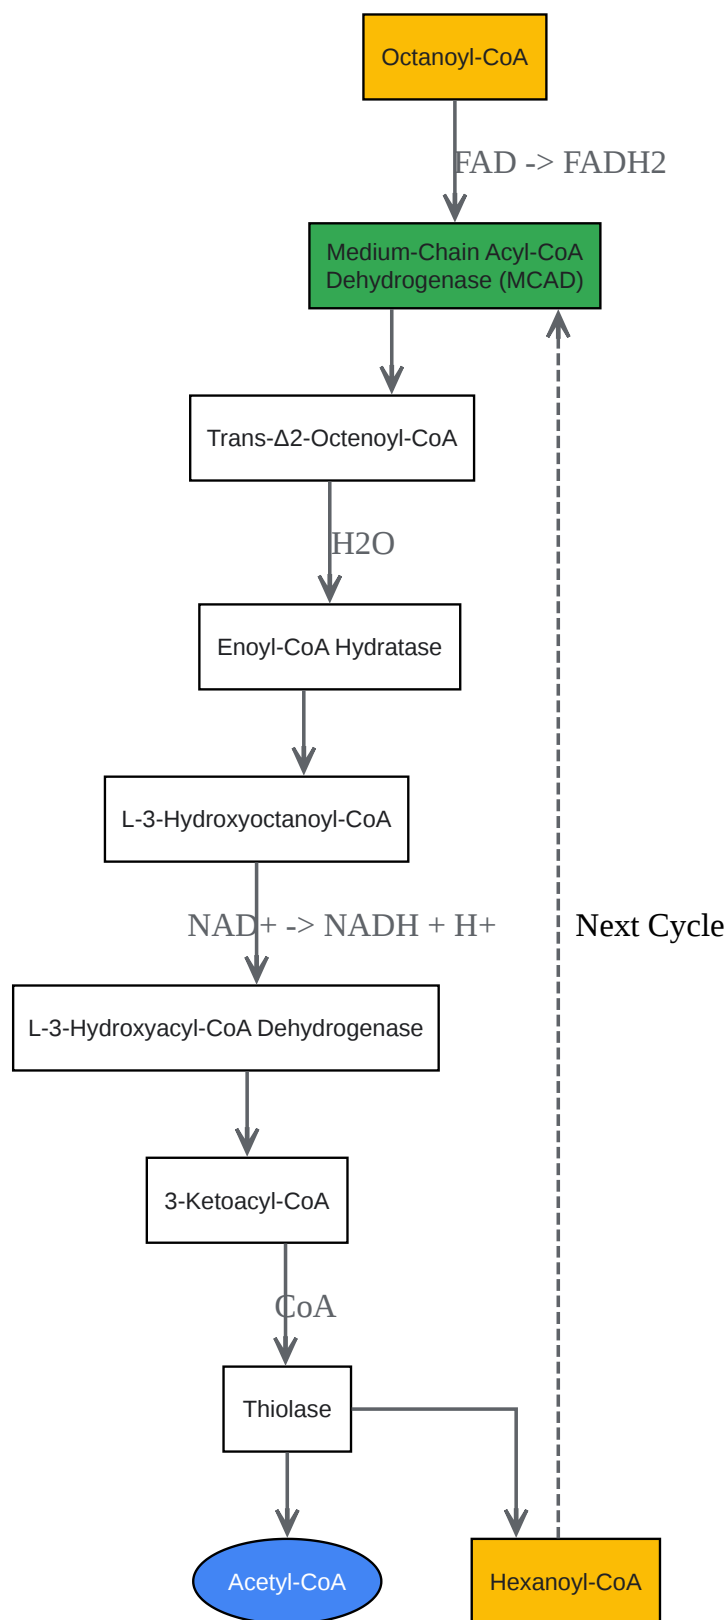 Octanoyl-CoA
FAD -> FADH2
Medium-Chain Acyl-CoA
Dehydrogenase (MCAD)
Trans-Δ2-Octenoyl-CoA
H2O
Enoyl-CoA Hydratase
L-3-Hydroxyoctanoyl-CoA
NAD+ -> NADH + H+
Next Cycle
L-3-Hydroxyacyl-CoA Dehydrogenase
3-Ketoacyl-CoA
CoA
Thiolase
Acetyl-CoA
Hexanoyl-CoA